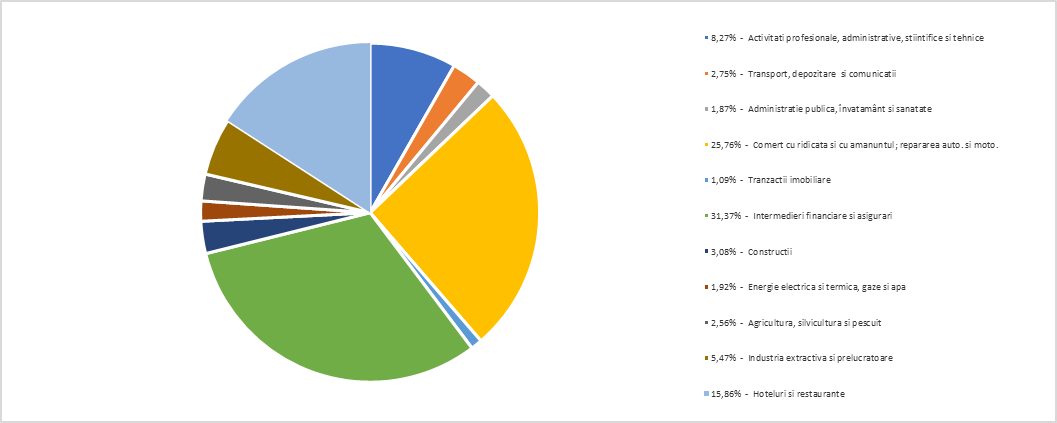 8,27% - Activitati profesionale, administrative, stiintifice si tehnice
2,75% - Transport, depozitare si comunicatii
1,87% - Administratie publica, învatamânt si sanatate
25,76% - Comert cu ridicata si cu amanuntul; repararea auto. si moto.
1,09% - Tranzactii imobiliare
31,37% - Intermedieri financiare si asigurari
3,08% - Constructii
1,92% - Energie electrica si termica, gaze si apa
2,56% - Agricultura, silvicultura si pescuit
5,47% - Industria extractiva si prelucratoare
15,86% - Hoteluri si restaurante